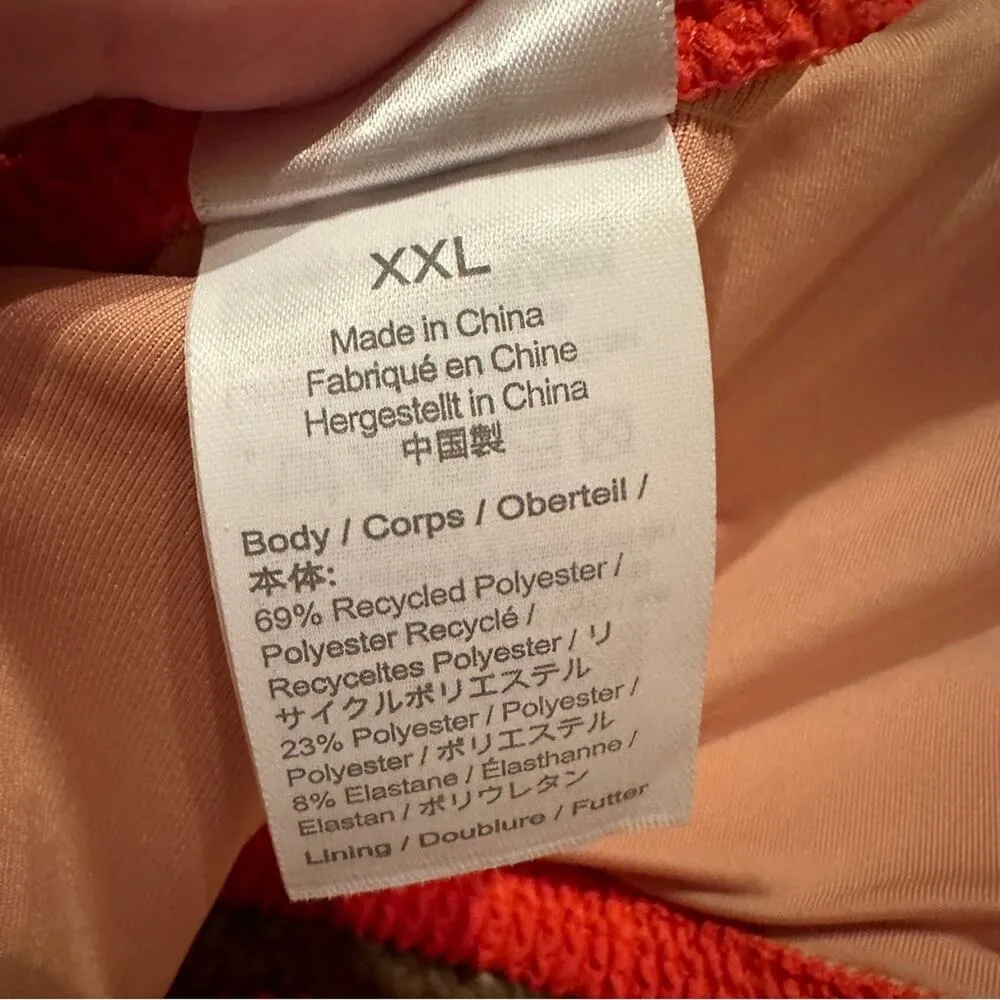 XXL
Made in China
Fabriqué en Chine
Hergestellt in China
中国製
Body / Corps / Oberteil /
本体:
69% Recycled Polyester /
Polyester Recyclé /
Recyceltes Polyester / リ
サイクルポリエステル
23% Polyester / Polyester /
Polyester / ポリエステル
8% Elastane / Élasthanne /
Elastan / ポリウレタン
Lining / Doublure / Futter